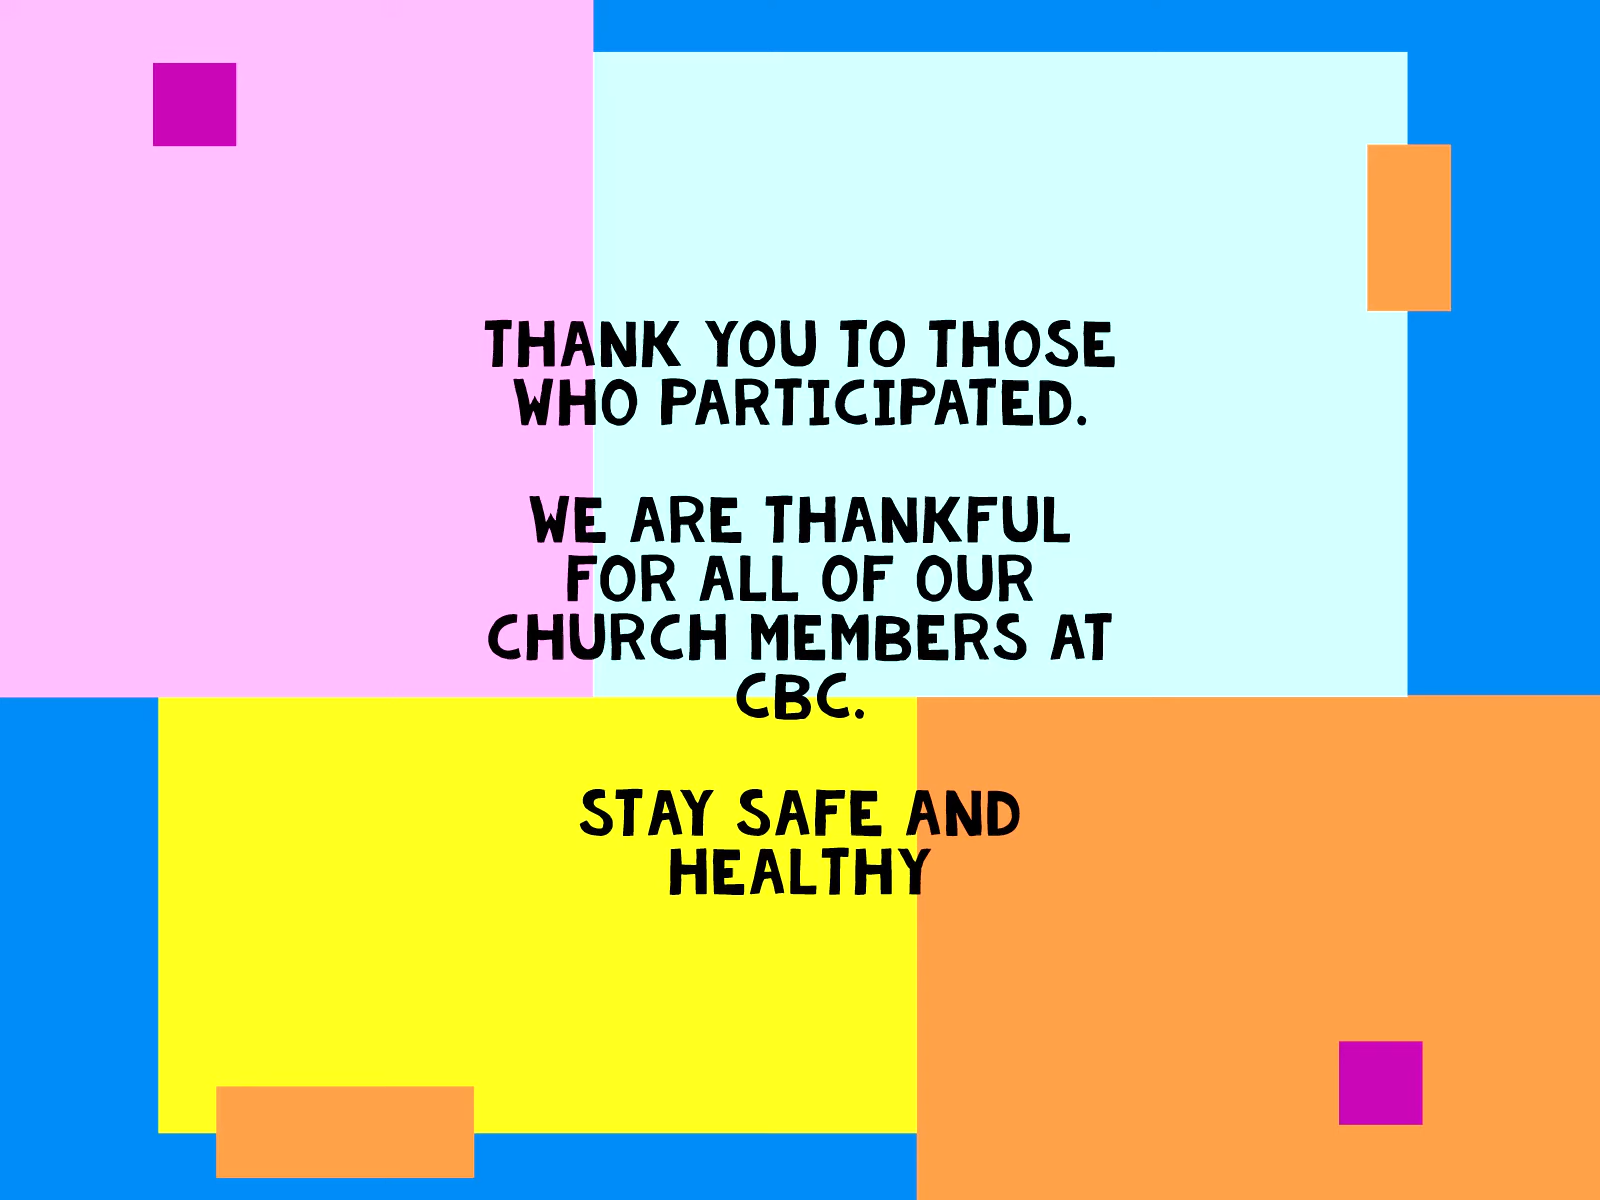 THANK YOU TO THOSE
WHO PARTICIPATED.
WE ARE THANKFUL
FOR ALL OF OUR
CHURCH MEMBERS AT
CBC.
STAY SAFE AND
HEALTHY